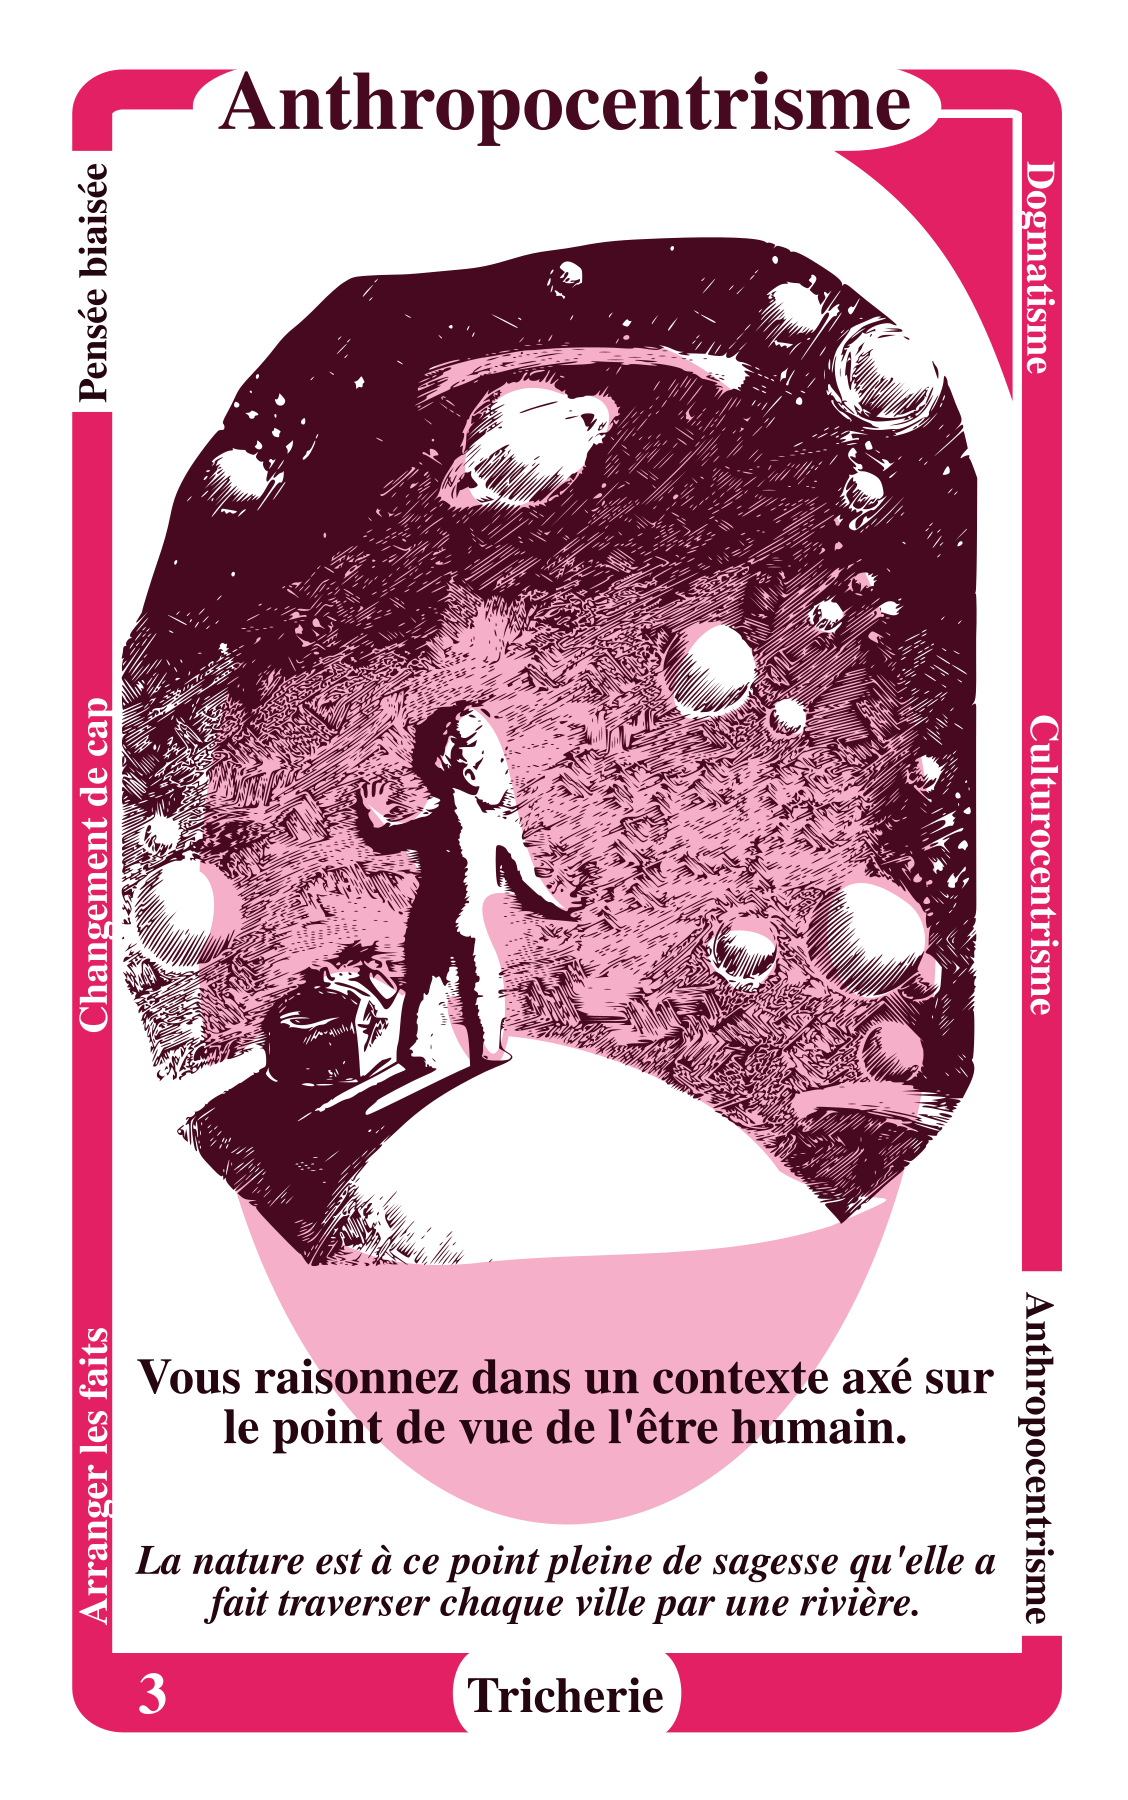 Anthropocentrisme
Pensée biaisée
Changement de cap
Arranger les faits
Dogmatisme
Culturocentrisme
Anthropocentrisme
Vous raisonnez dans un contexte axé sur
le point de vue de l'être humain.
La nature est à ce point pleine de sagesse qu'elle a
fait traverser chaque ville par une rivière.
3
Tricherie